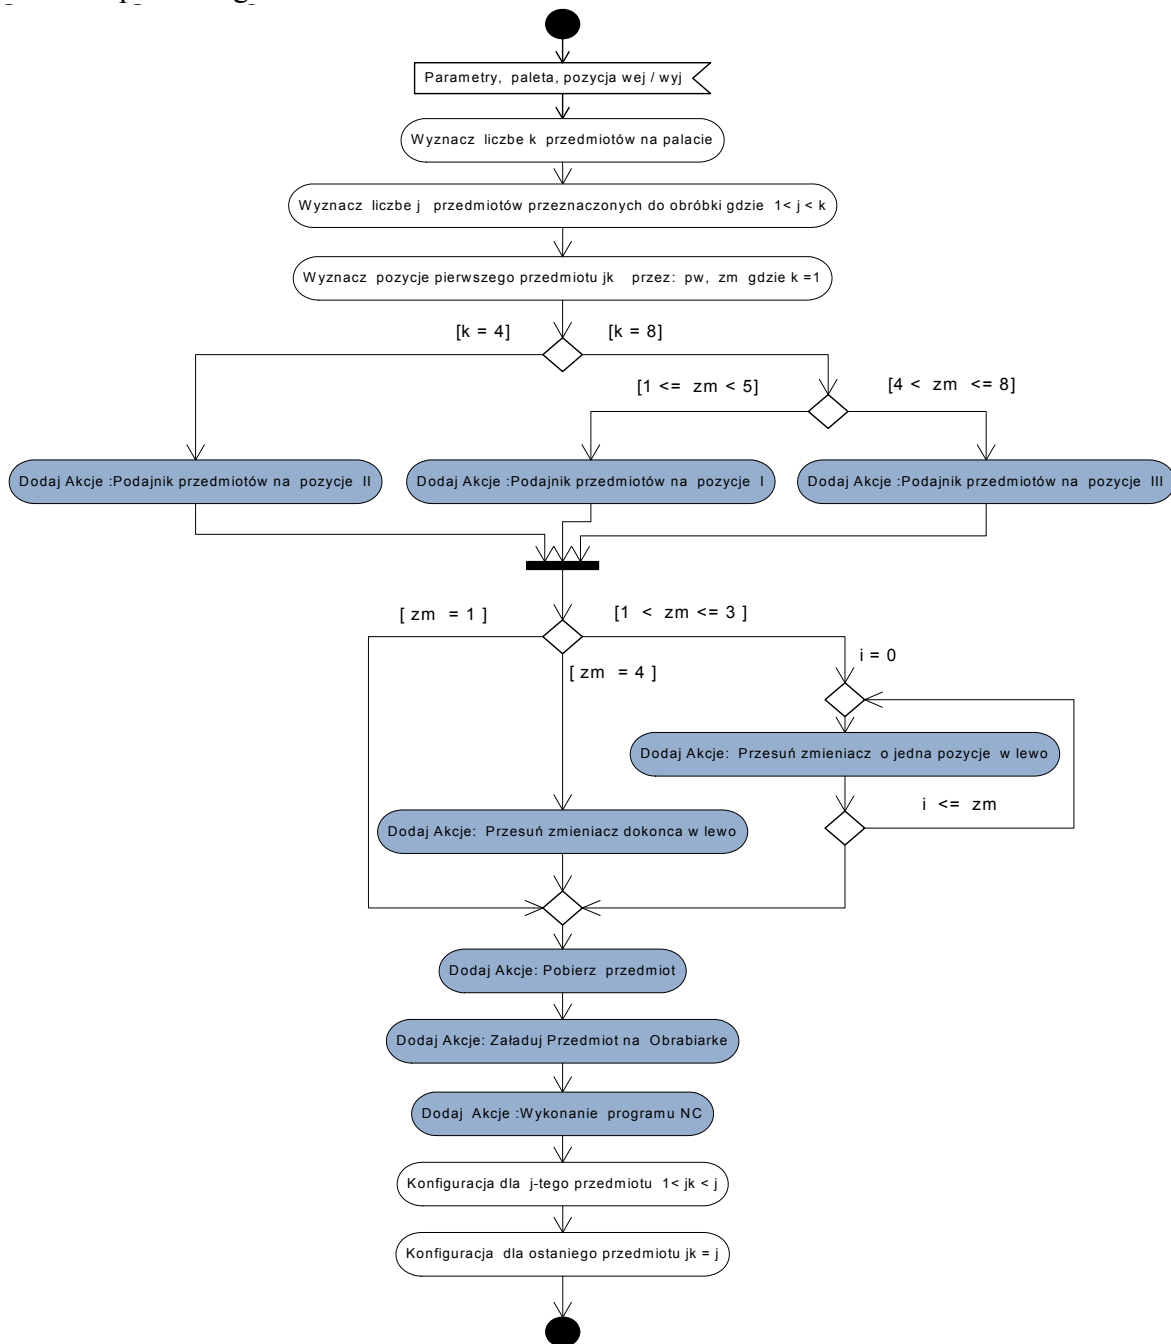 Parametry, paleta, pozycja wej / wyj
Wyznacz liczbe k przedmiotów na palacie
Wyznacz liczbe j przedmiotów przeznaczonych do obróbki gdzie 1< j < k
Wyznacz pozycje pierwszego przedmiotu jk przez: pw, zm gdzie k =1
[k = 4]
[k = 8]
[1 <= zm < 5]
[4 < zm <= 8]
Dodaj Akcje :Podajnik przedmiotów na pozycje II
Dodaj Akcje :Podajnik przedmiotów na pozycje I
Dodaj Akcje :Podajnik przedmiotów na pozycje III
[ zm = 1 ]
[1 < zm <= 3 ]
i = 0
[ zm = 4 ]
Dodaj Akcje: Przesuń zmieniacz o jedna pozycje w lewo
i <= zm
Dodaj Akcje: Przesuń zmieniacz dokonca w lewo
Dodaj Akcje: Pobierz przedmiot
Dodaj Akcje: Załaduj Przedmiot na Obrabiarke
Dodaj Akcje :Wykonanie programu NC
Konfiguracja dla j-tego przedmiotu 1< jk < j
Konfiguracja dla ostaniego przedmiotu jk = j